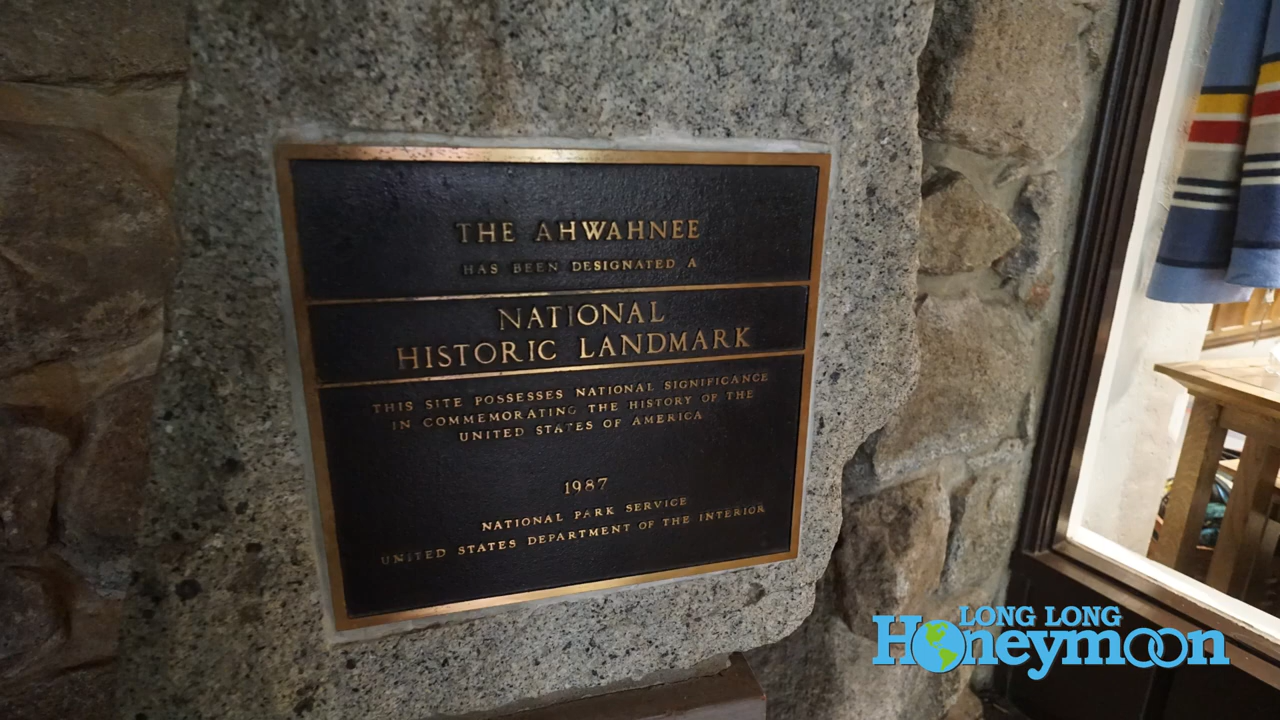 THE AHWAHNEE
HAS BEEN DESIGNATED A
NATIONAL
HISTORIC LANDMARK
THIS SITE POSSESSES NATIONAL SIGNIFICANCE
IN COMMEMORATING THE HISTORY OF THE
UNITED STATES OF AMERICA
1987
NATIONAL PARK SERVICE
UNITED STATES DEPARTMENT OF THE INTERIOR
LONG LONG
Honeymoon